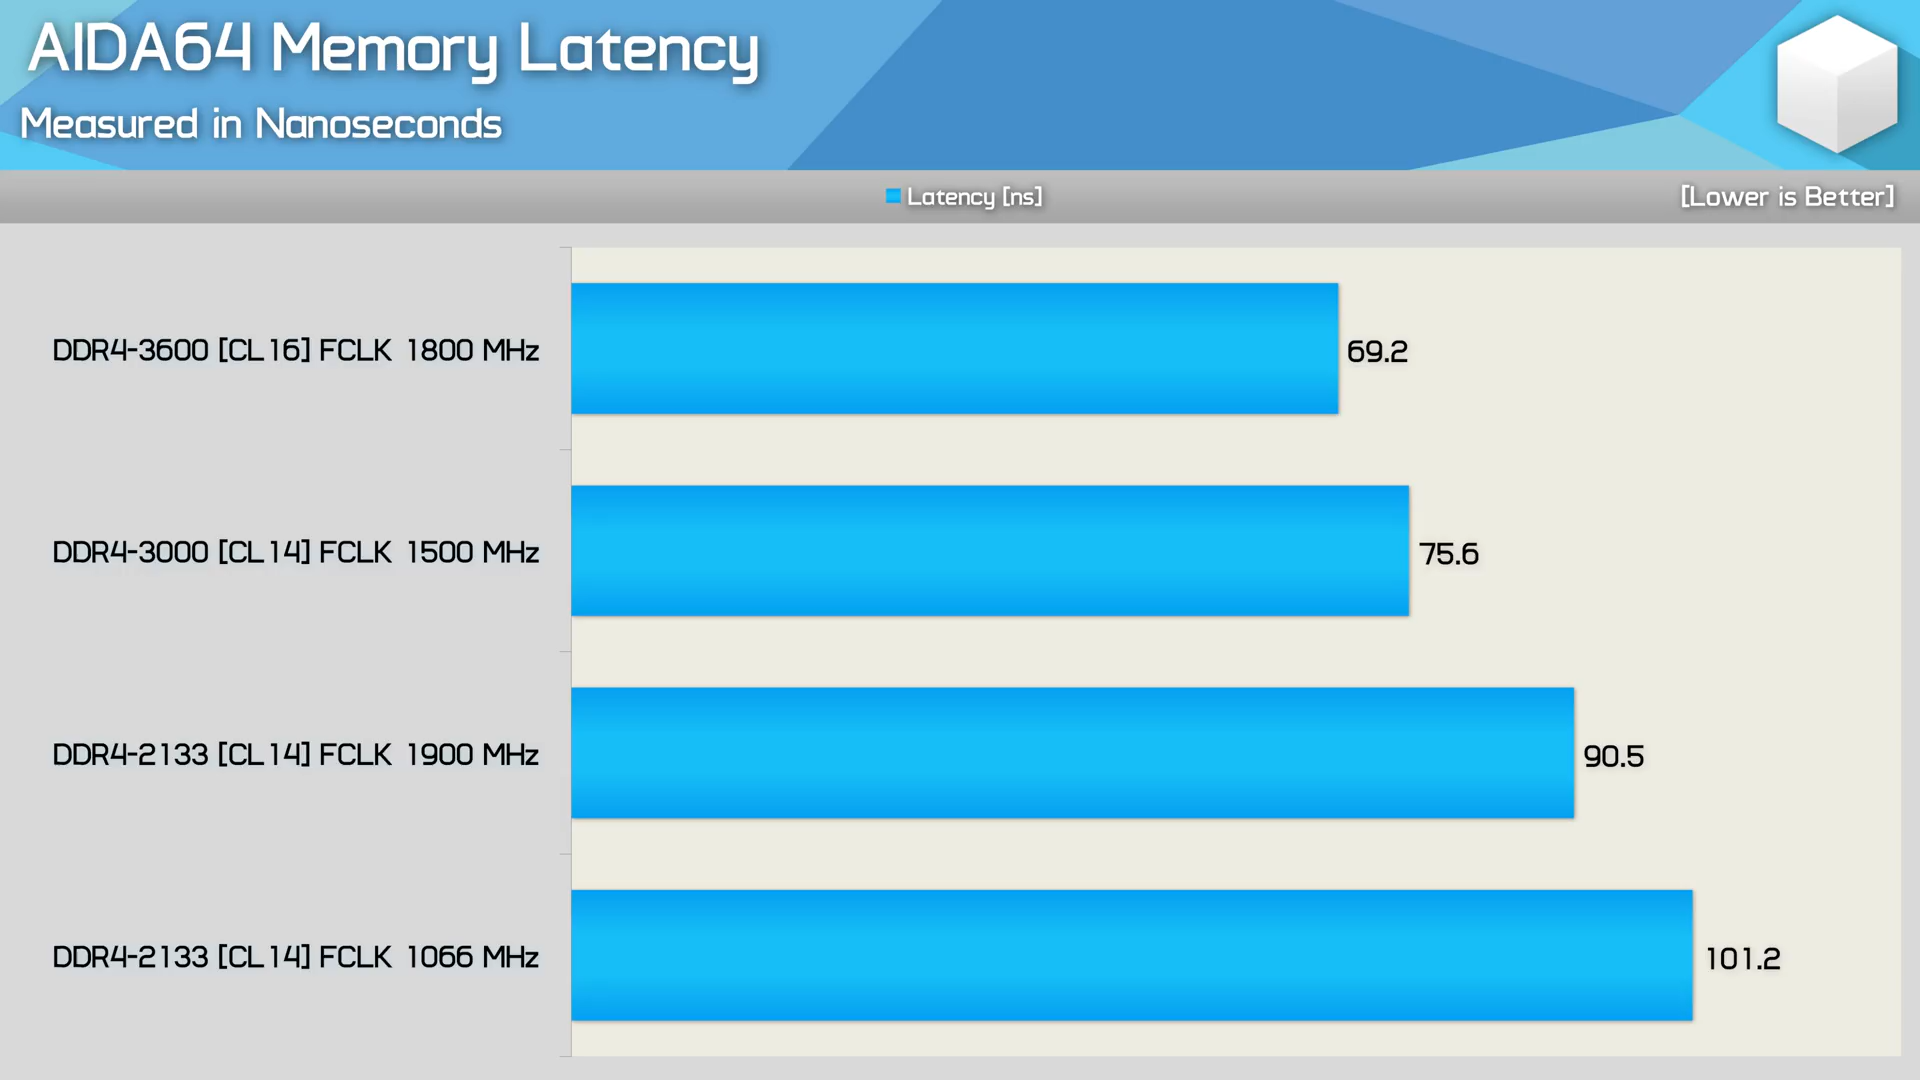 AIDA64 Memory Latency
Measured in Nanoseconds
Latency [ns]
[Lower is Better]
DDR4-3600 [CL16] FCLK 1800 MHz
69.2
DDR4-3000 [CL14] FCLK 1500 MHz
75.6
DDR4-2133 [CL14] FCLK 1900 MHz
90.5
DDR4-2133 [CL14] FCLK 1066 MHz
101.2